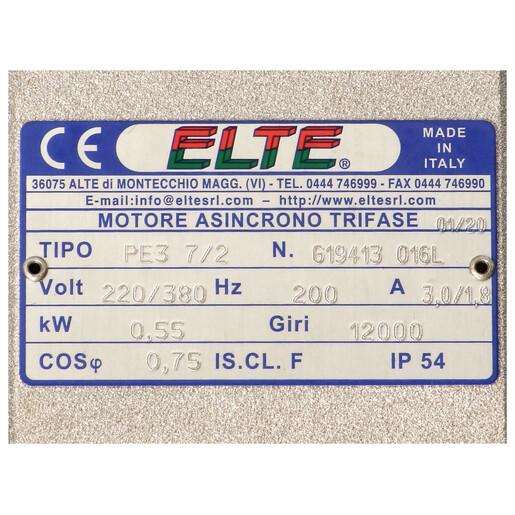 CE ELTE ® MADE IN ITALY
36075 ALTE di MONTECCHIO MAGG. (VI) - TEL. 0444 746999 - FAX 0444 746990
E-mail:info@eltesrl.com – http://www.eltesrl.com
MOTORE ASINCRONO TRIFASE 01/20
TIPO PE3 7/2 N. 619413 016L
Volt 220/380 Hz 200 A 3,0/1,8
kW 0,55 Giri 12000
COSφ 0,75 IS.CL. F IP 54